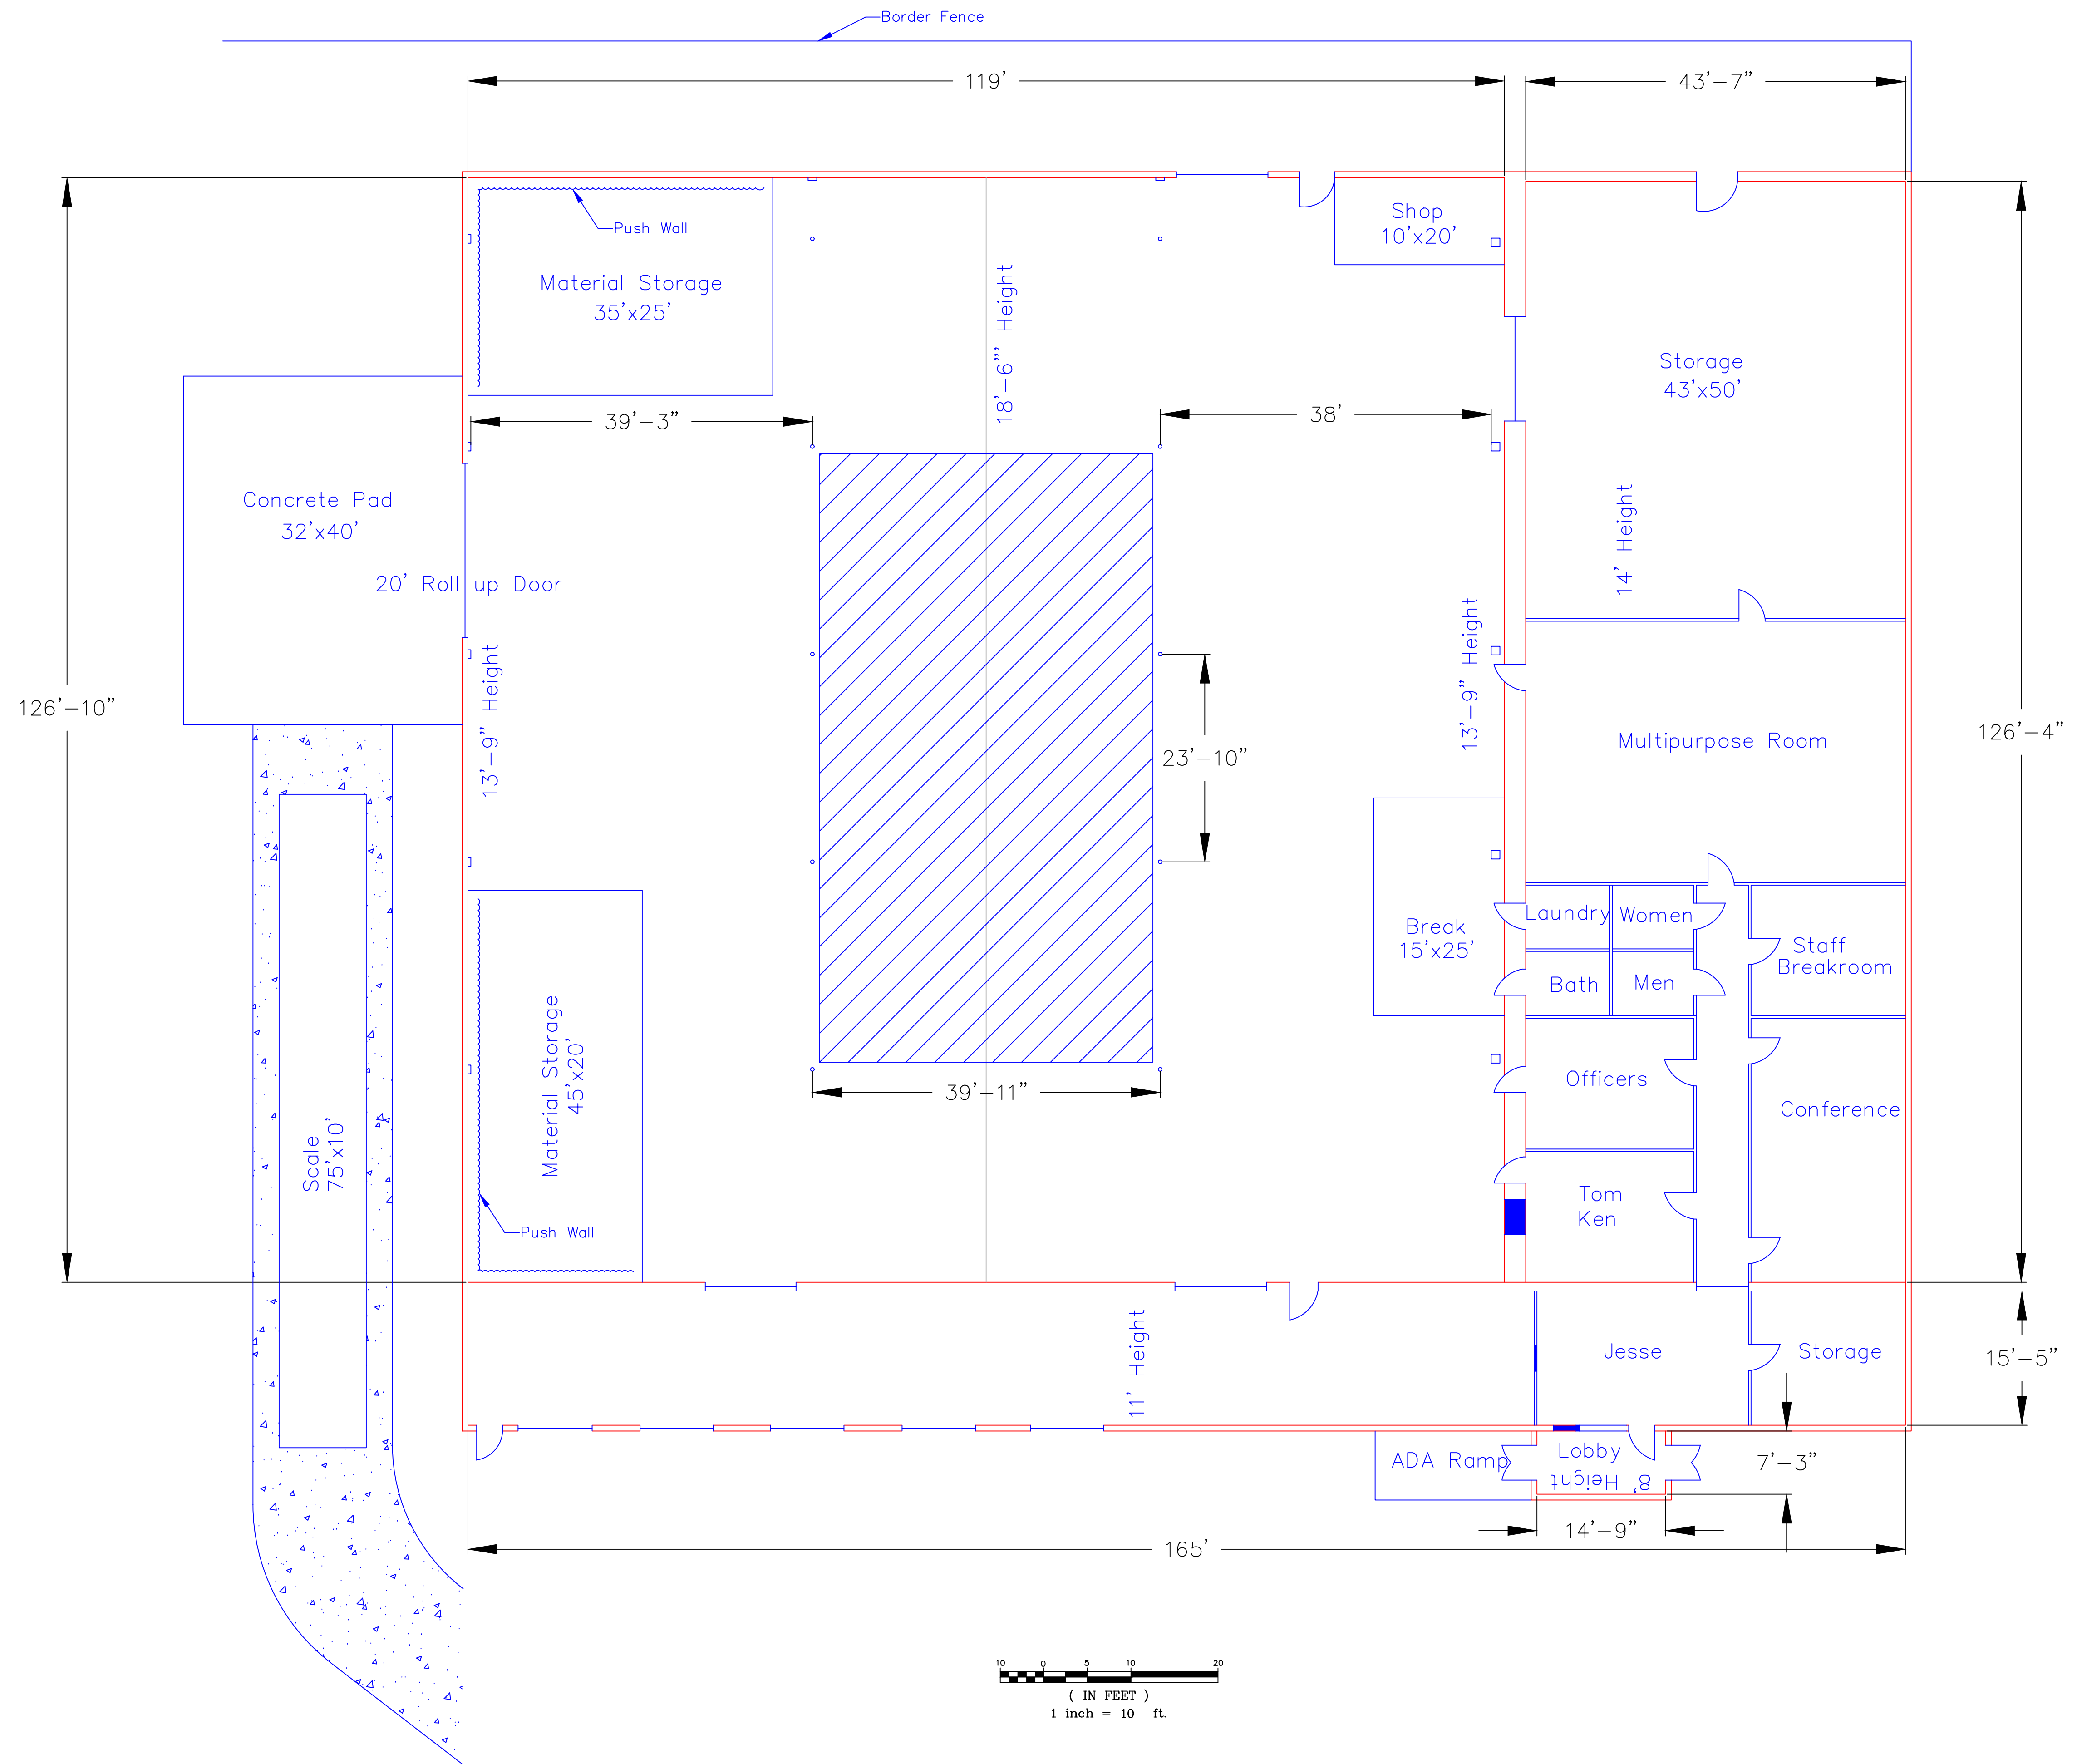 Border Fence
119'
43'-7"
Push Wall
Shop
10'x20'
Material Storage
35'x25'
18'-6"' Height
Storage
43'x50'
39'-3"
38'
Concrete Pad
32'x40'
14' Height
20' Roll up Door
13'-9" Height
13'-9" Height
126'-10"
126'-4"
Multipurpose Room
23'-10"
Laundry
Women
Break
15'x25'
Staff
Breakroom
Bath
Men
Material Storage
45'x20'
Officers
39'-11"
Conference
Scale
75'x10'
Tom
Ken
Push Wall
11' Height
Jesse
Storage
15'-5"
ADA Ramp
Lobby
8' Height
7'-3"
14'-9"
165'
10 0 5 10 20
( IN FEET )
1 inch = 10 ft.